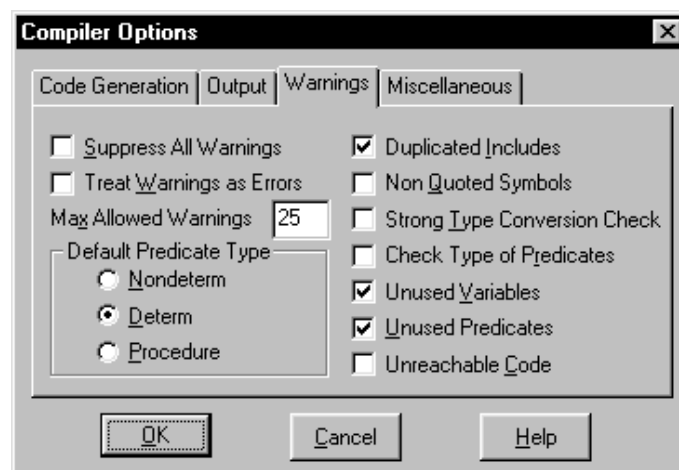 Compiler Options
Code Generation Output Warnings Miscellaneous
Suppress All Warnings
Treat Warnings as Errors
Max Allowed Warnings 25
Default Predicate Type
Nondeterm
Determ
Procedure
Duplicated Includes
Non Quoted Symbols
Strong Type Conversion Check
Check Type of Predicates
Unused Variables
Unused Predicates
Unreachable Code
OK Cancel Help